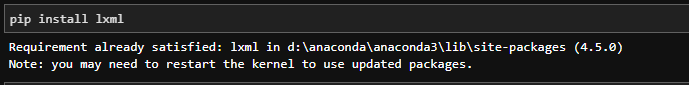 pip install lxml
Requirement already satisfied: lxml in d:\anaconda\anaconda3\lib\site-packages (4.5.0)
Note: you may need to restart the kernel to use updated packages.